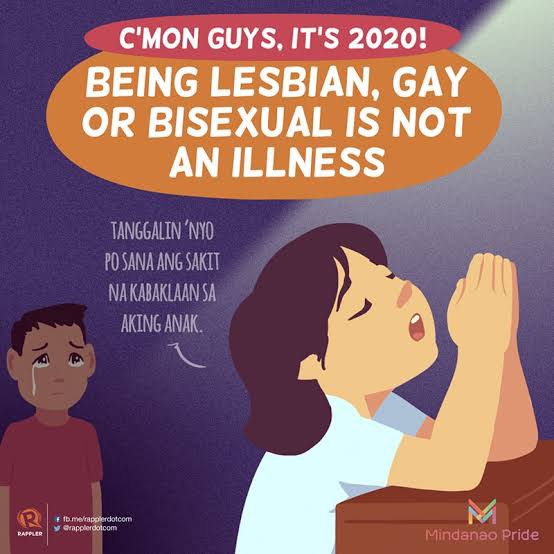 C'MON GUYS, IT'S 2020!
BEING LESBIAN, GAY
OR BISEXUAL IS NOT
AN ILLNESS
TANGGALIN 'NYO
PO SANA ANG SAKIT
NA KABAKLAAN SA
AKING ANAK.
R
RAPPLER
f fb.me/rapplerdotcom
@rapplerdotcom
M
Mindanao Pride